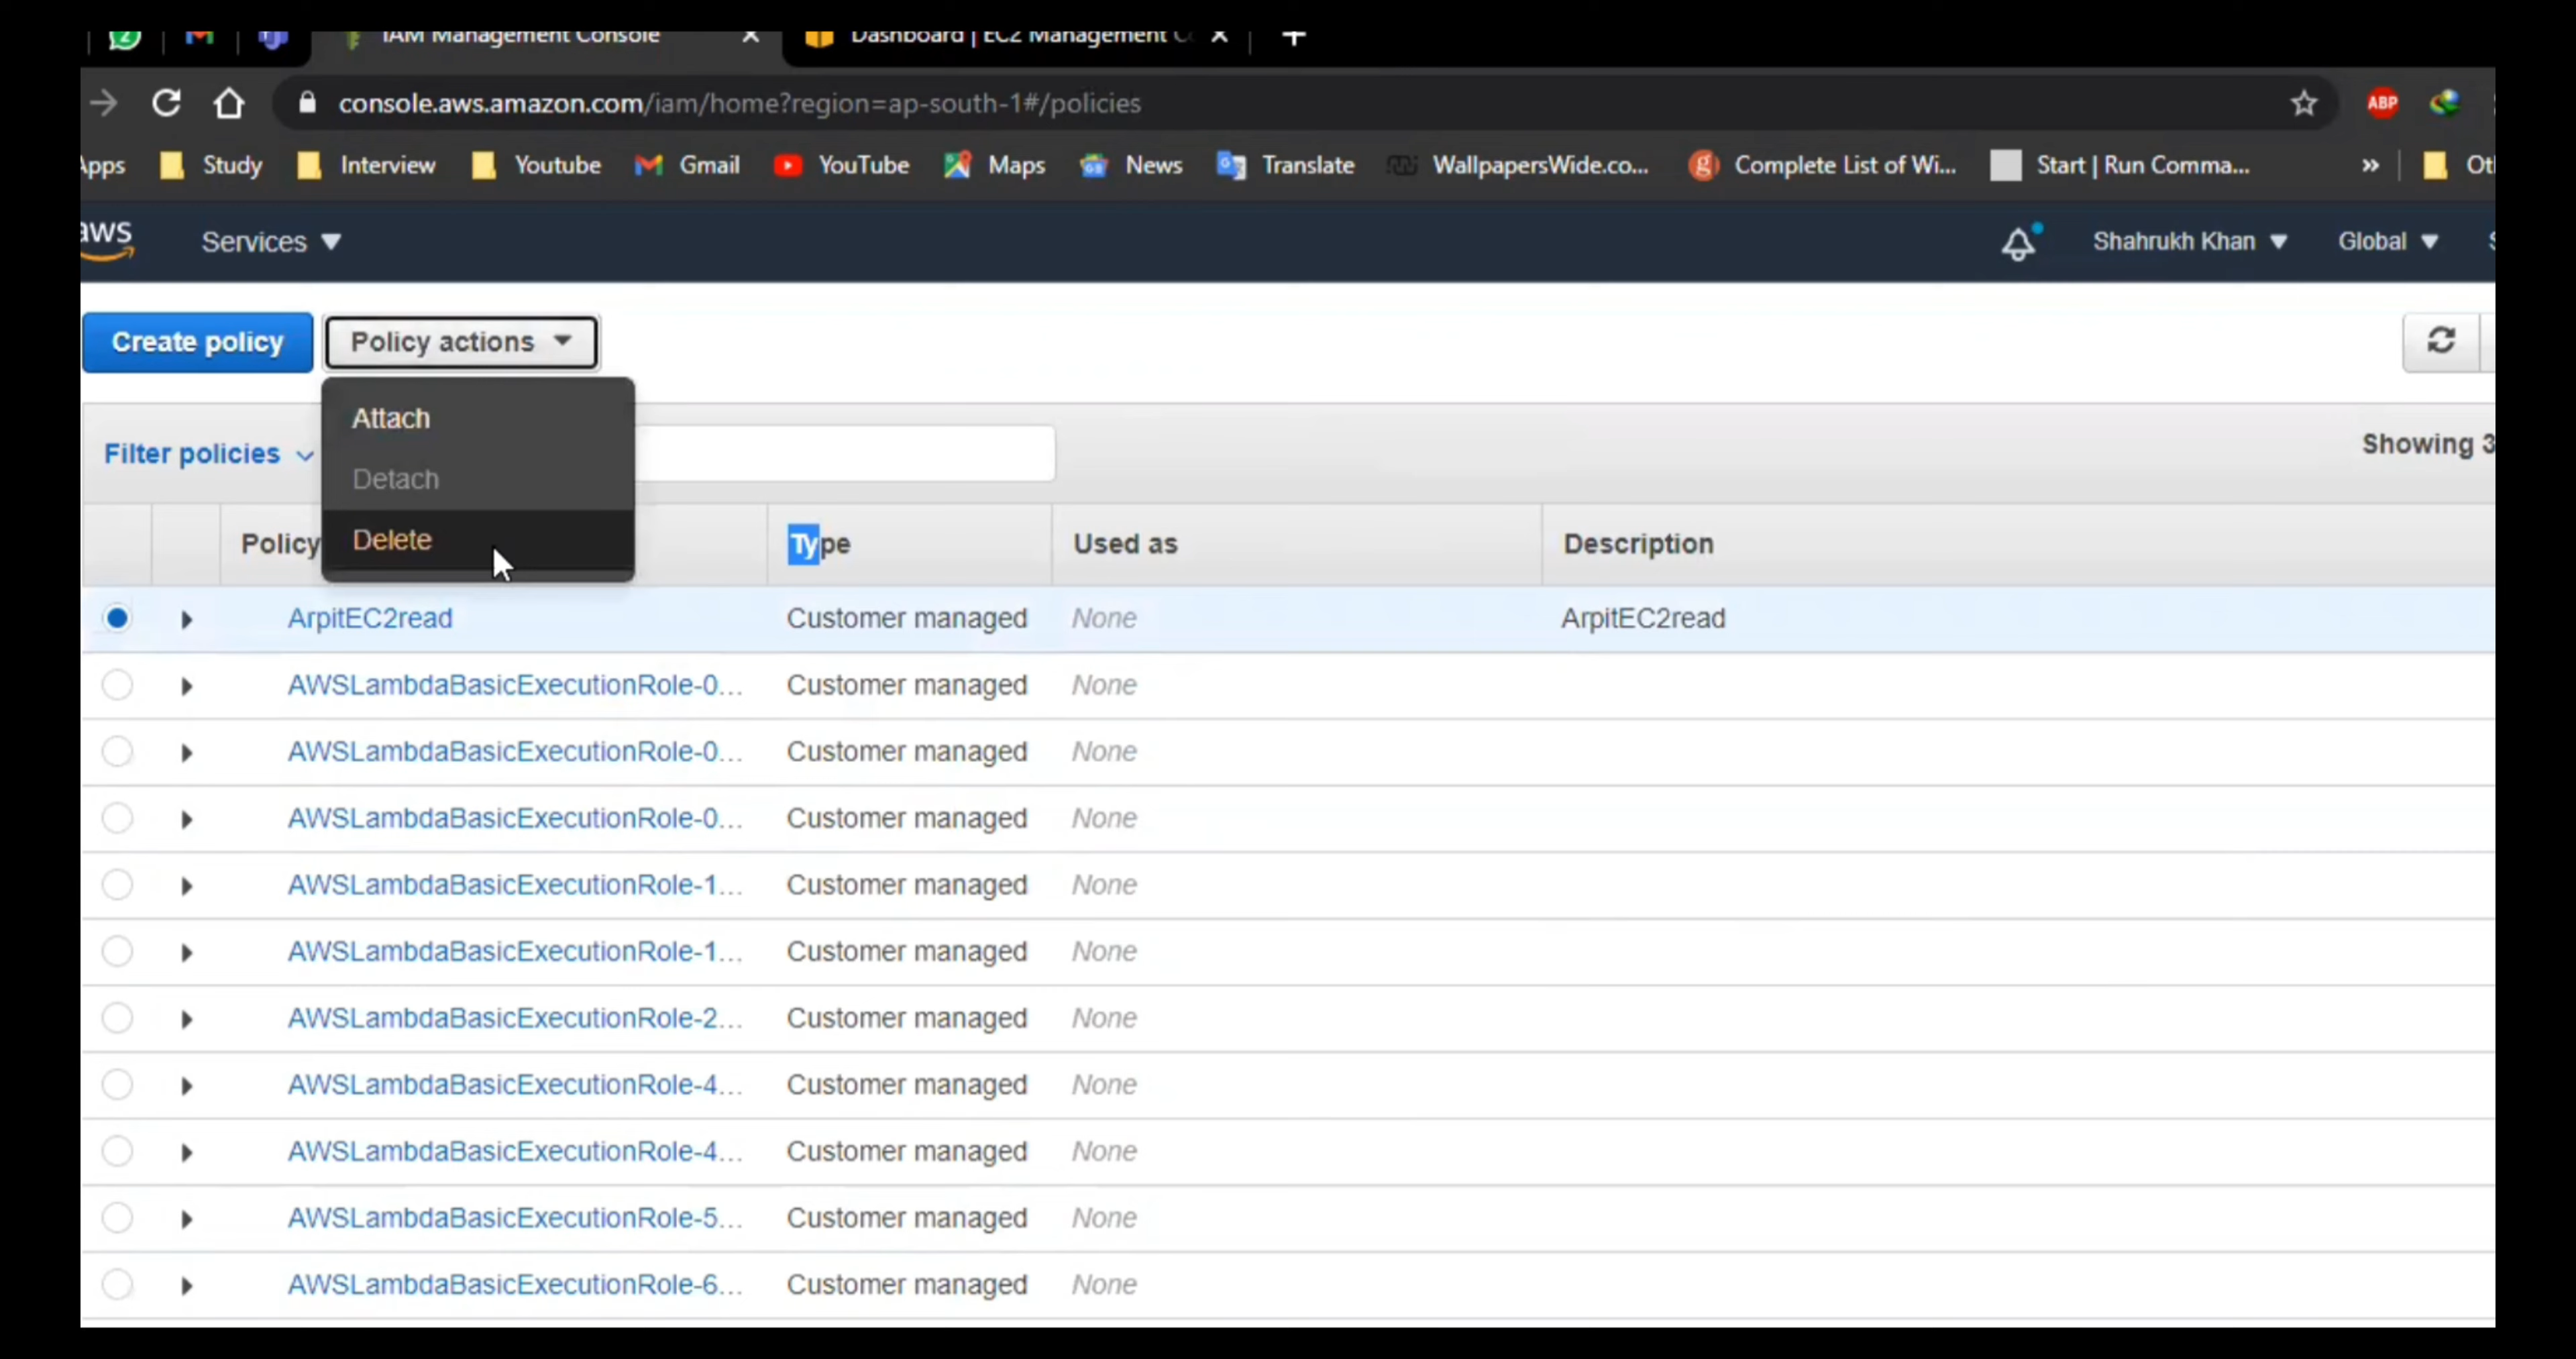 IAM Management Console
Dashboard | EC2 Management C
console.aws.amazon.com/iam/home?region=ap-south-1#/policies
Apps Study Interview Youtube Gmail YouTube Maps News Translate WallpapersWide.co... Complete List of Wi... Start | Run Comma... »
aws Services Shahrukh Khan Global
Create policy Policy actions
Attach
Filter policies Showing 3
Detach
Policy Delete Type Used as Description
ArpitEC2read Customer managed None ArpitEC2read
AWSLambdaBasicExecutionRole-0... Customer managed None
AWSLambdaBasicExecutionRole-0... Customer managed None
AWSLambdaBasicExecutionRole-0... Customer managed None
AWSLambdaBasicExecutionRole-1... Customer managed None
AWSLambdaBasicExecutionRole-1... Customer managed None
AWSLambdaBasicExecutionRole-2... Customer managed None
AWSLambdaBasicExecutionRole-4... Customer managed None
AWSLambdaBasicExecutionRole-4... Customer managed None
AWSLambdaBasicExecutionRole-5... Customer managed None
AWSLambdaBasicExecutionRole-6... Customer managed None